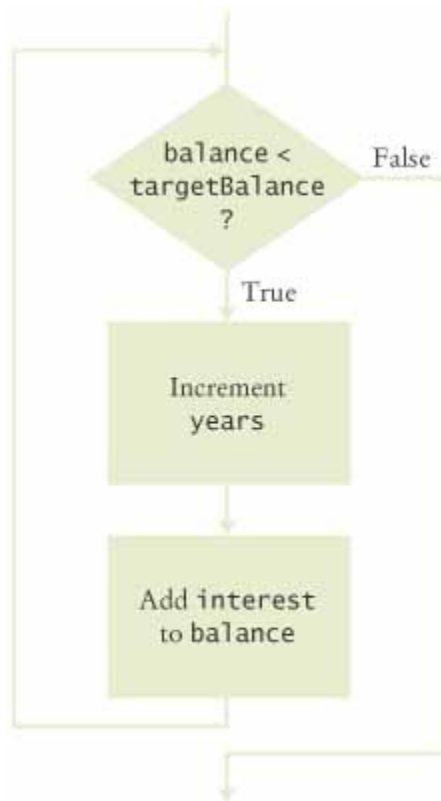 balance <
targetBalance
?
False
True
Increment
years
Add interest
to balance